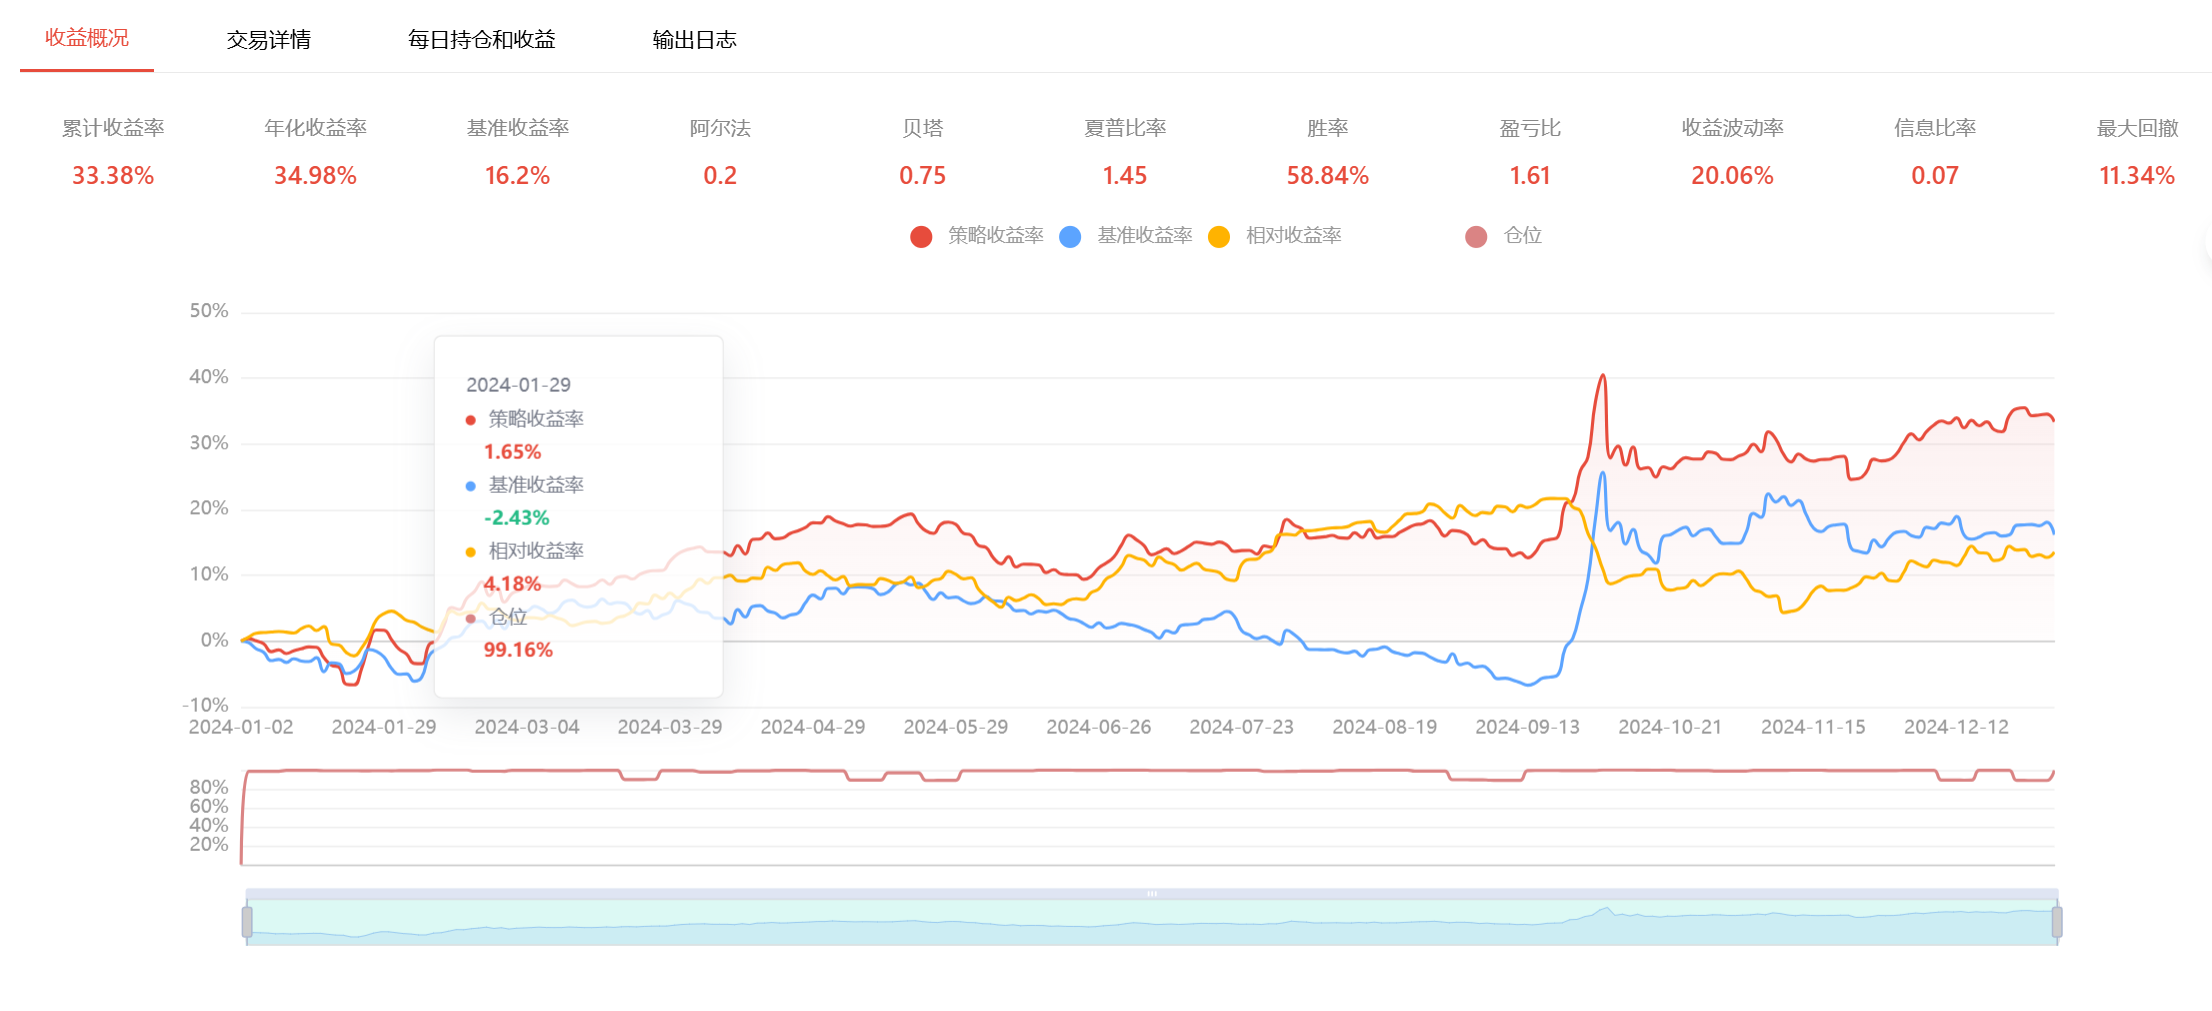 收益概况 交易详情 每日持仓和收益 输出日志
累计收益率 年化收益率 基准收益率 阿尔法 贝塔 夏普比率 胜率 盈亏比 收益波动率 信息比率 最大回撤
33.38% 34.98% 16.2% 0.2 0.75 1.45 58.84% 1.61 20.06% 0.07 11.34%
策略收益率 基准收益率 相对收益率 仓位
50%
40%
30%
20%
10%
0%
-10%
2024-01-29
策略收益率
1.65%
基准收益率
-2.43%
相对收益率
4.18%
仓位
99.16%
2024-01-02 2024-01-29 2024-03-04 2024-03-29 2024-04-29 2024-05-29 2024-06-26 2024-07-23 2024-08-19 2024-09-13 2024-10-21 2024-11-15 2024-12-12
80%
60%
40%
20%